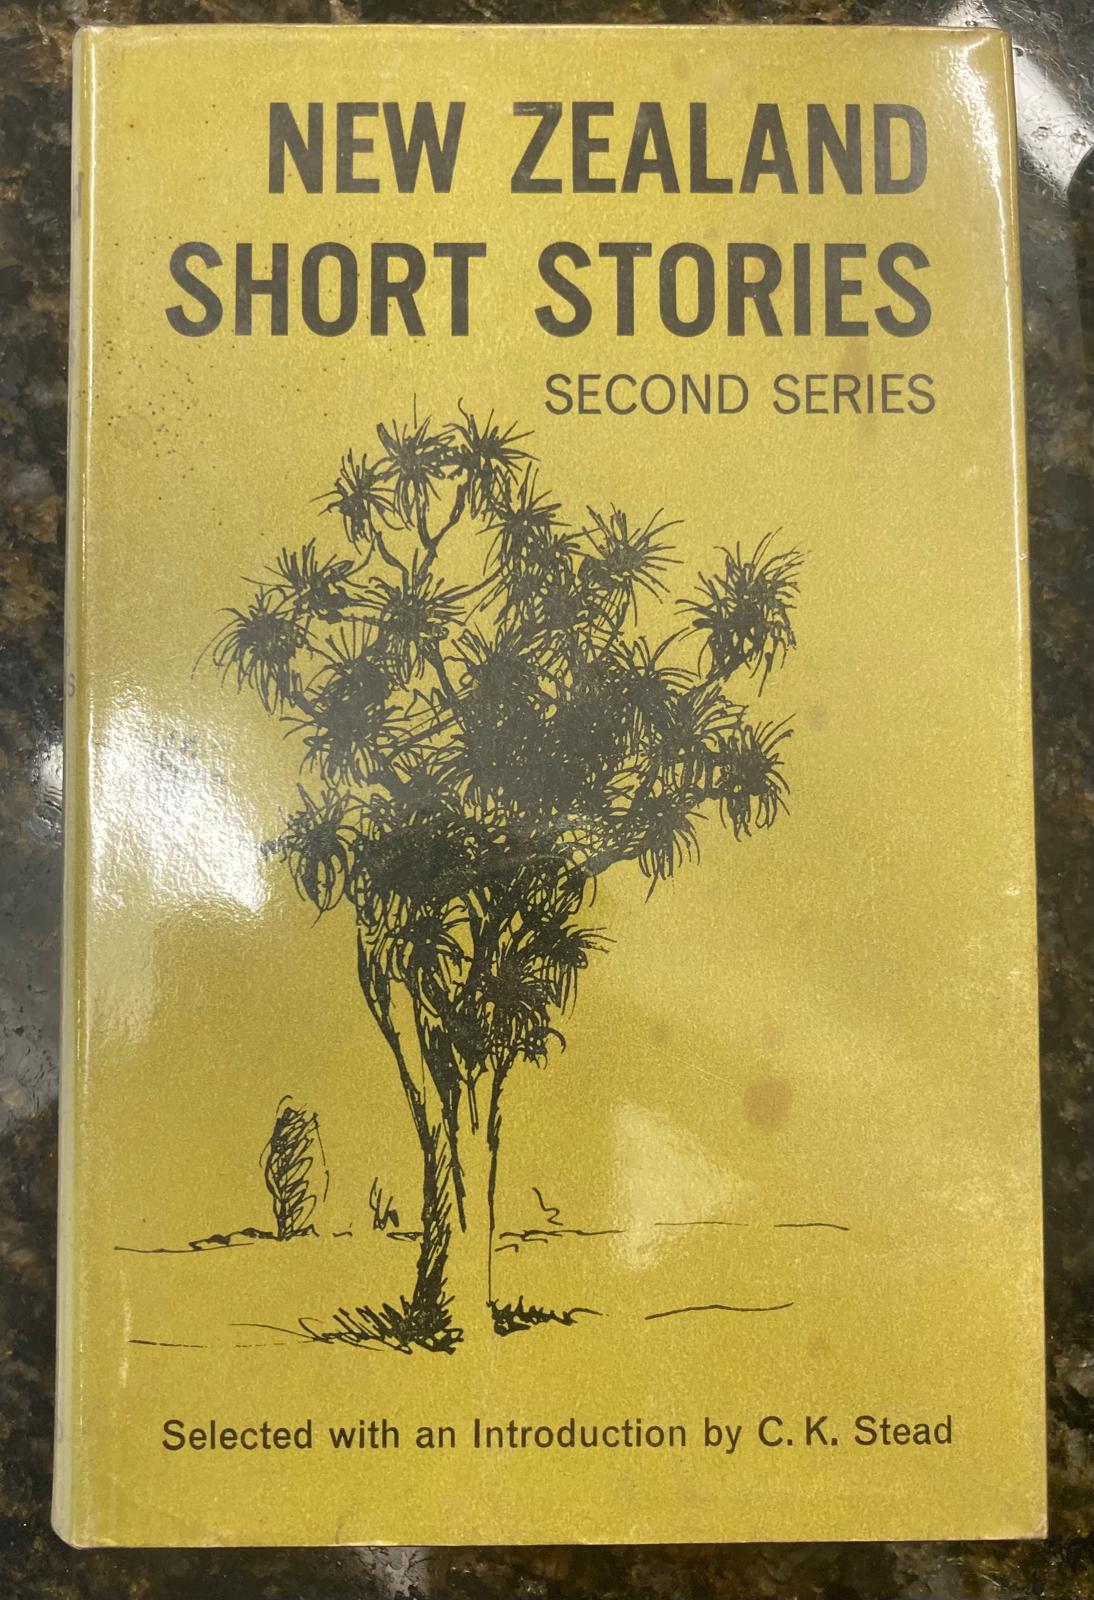 NEW ZEALAND
SHORT STORIES
SECOND SERIES
Selected with an Introduction by C. K. Stead